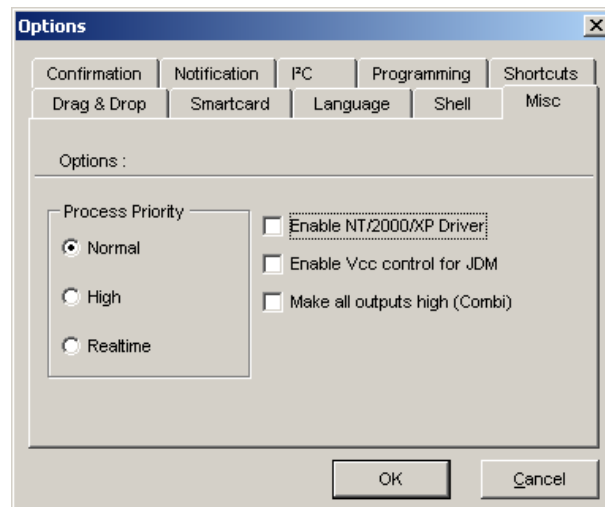 Options
Confirmation Notification I²C Programming Shortcuts
Drag & Drop Smartcard Language Shell Misc
Options :
Process Priority
Normal
High
Realtime
Enable NT/2000/XP Driver
Enable Vcc control for JDM
Make all outputs high (Combi)
OK Cancel